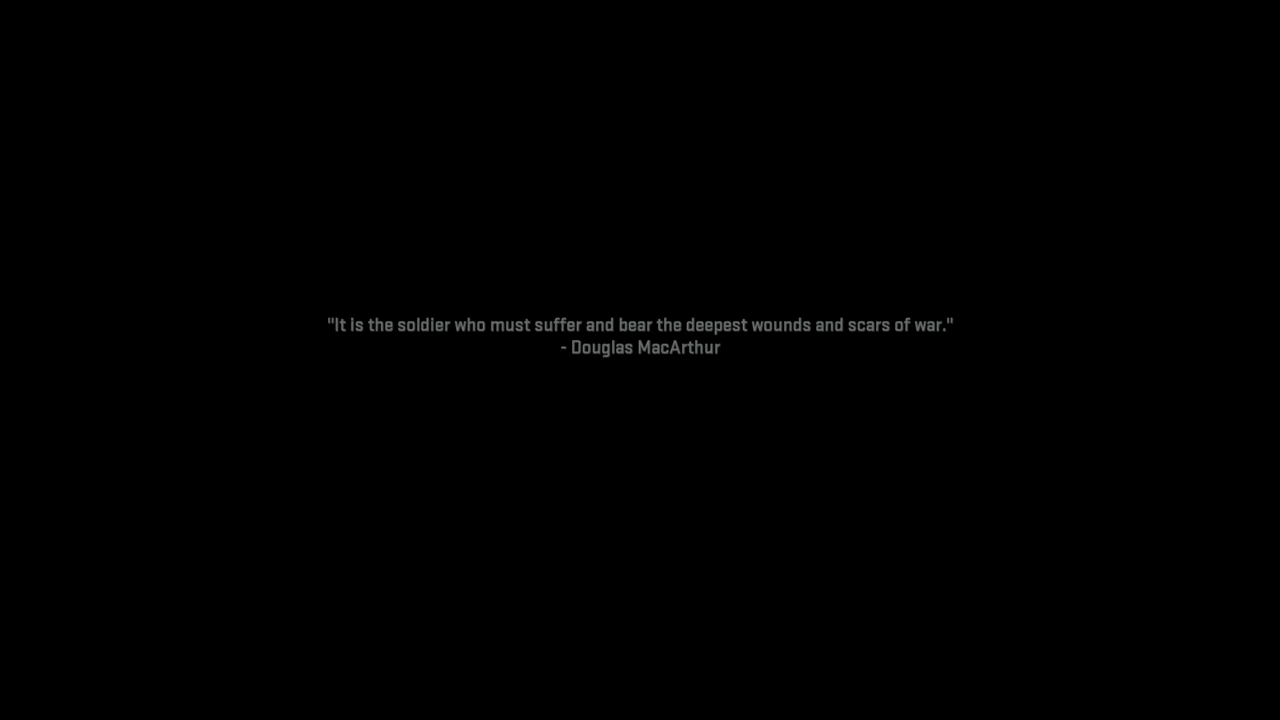 "It is the soldier who must suffer and bear the deepest wounds and scars of war."
- Douglas MacArthur